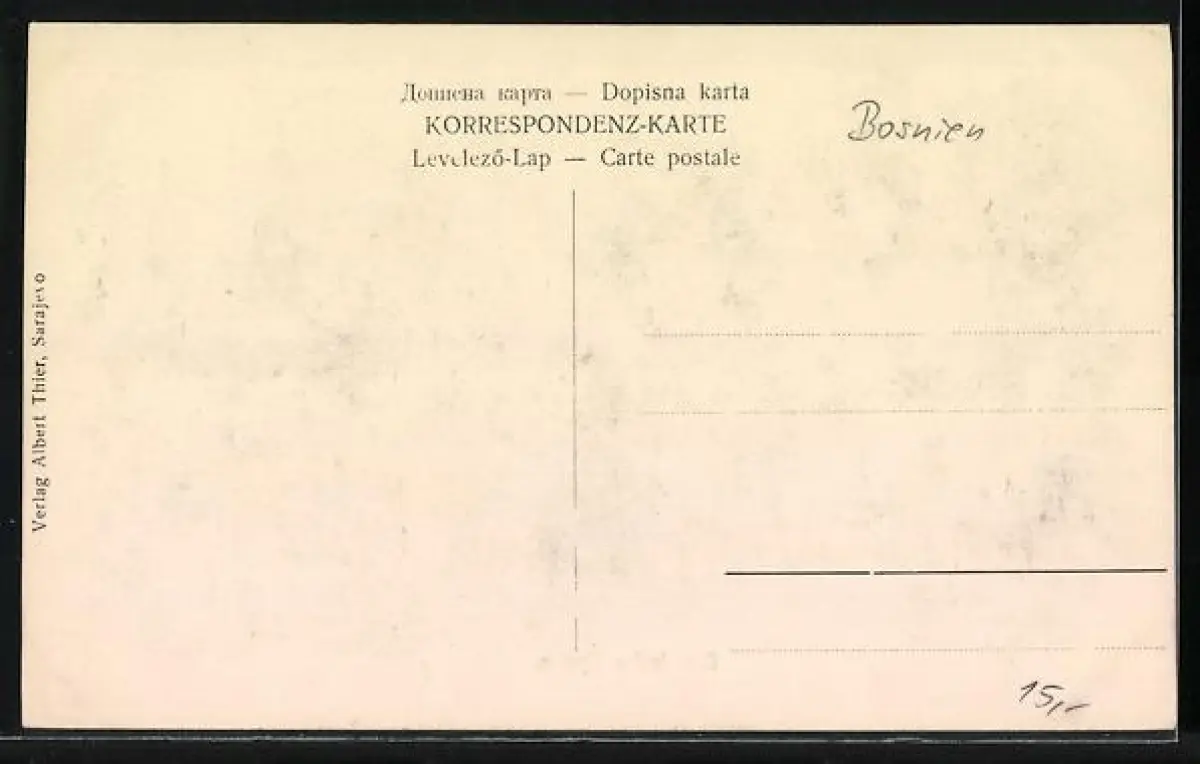 Дописна карта — Dopisna karta
KORRESPONDENZ-KARTE
Levelező-Lap — Carte postale
Bosnien
Verlag Albert Thier, Sarajevo
15,-